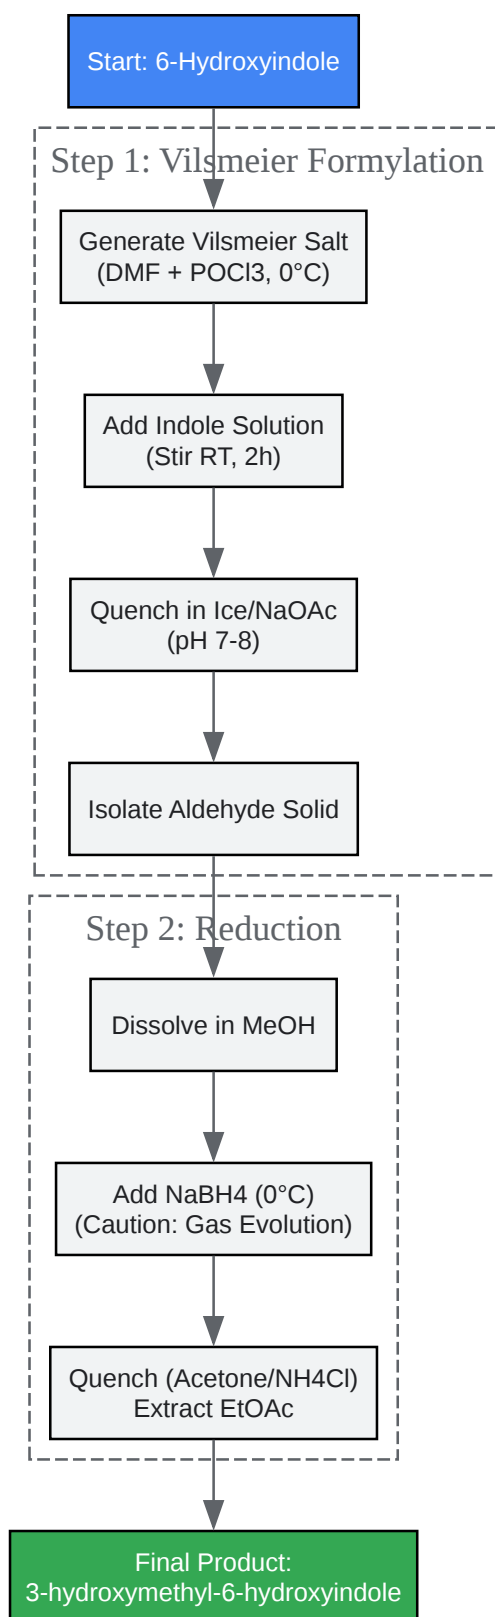 Start: 6-Hydroxyindole
Step 1: Vilsmeier Formylation
Generate Vilsmeier Salt
(DMF + POCl3, 0°C)
Add Indole Solution
(Stir RT, 2h)
Quench in Ice/NaOAc
(pH 7-8)
Isolate Aldehyde Solid
Step 2: Reduction
Dissolve in MeOH
Add NaBH4 (0°C)
(Caution: Gas Evolution)
Quench (Acetone/NH4Cl)
Extract EtOAc
Final Product:
3-hydroxymethyl-6-hydroxyindole